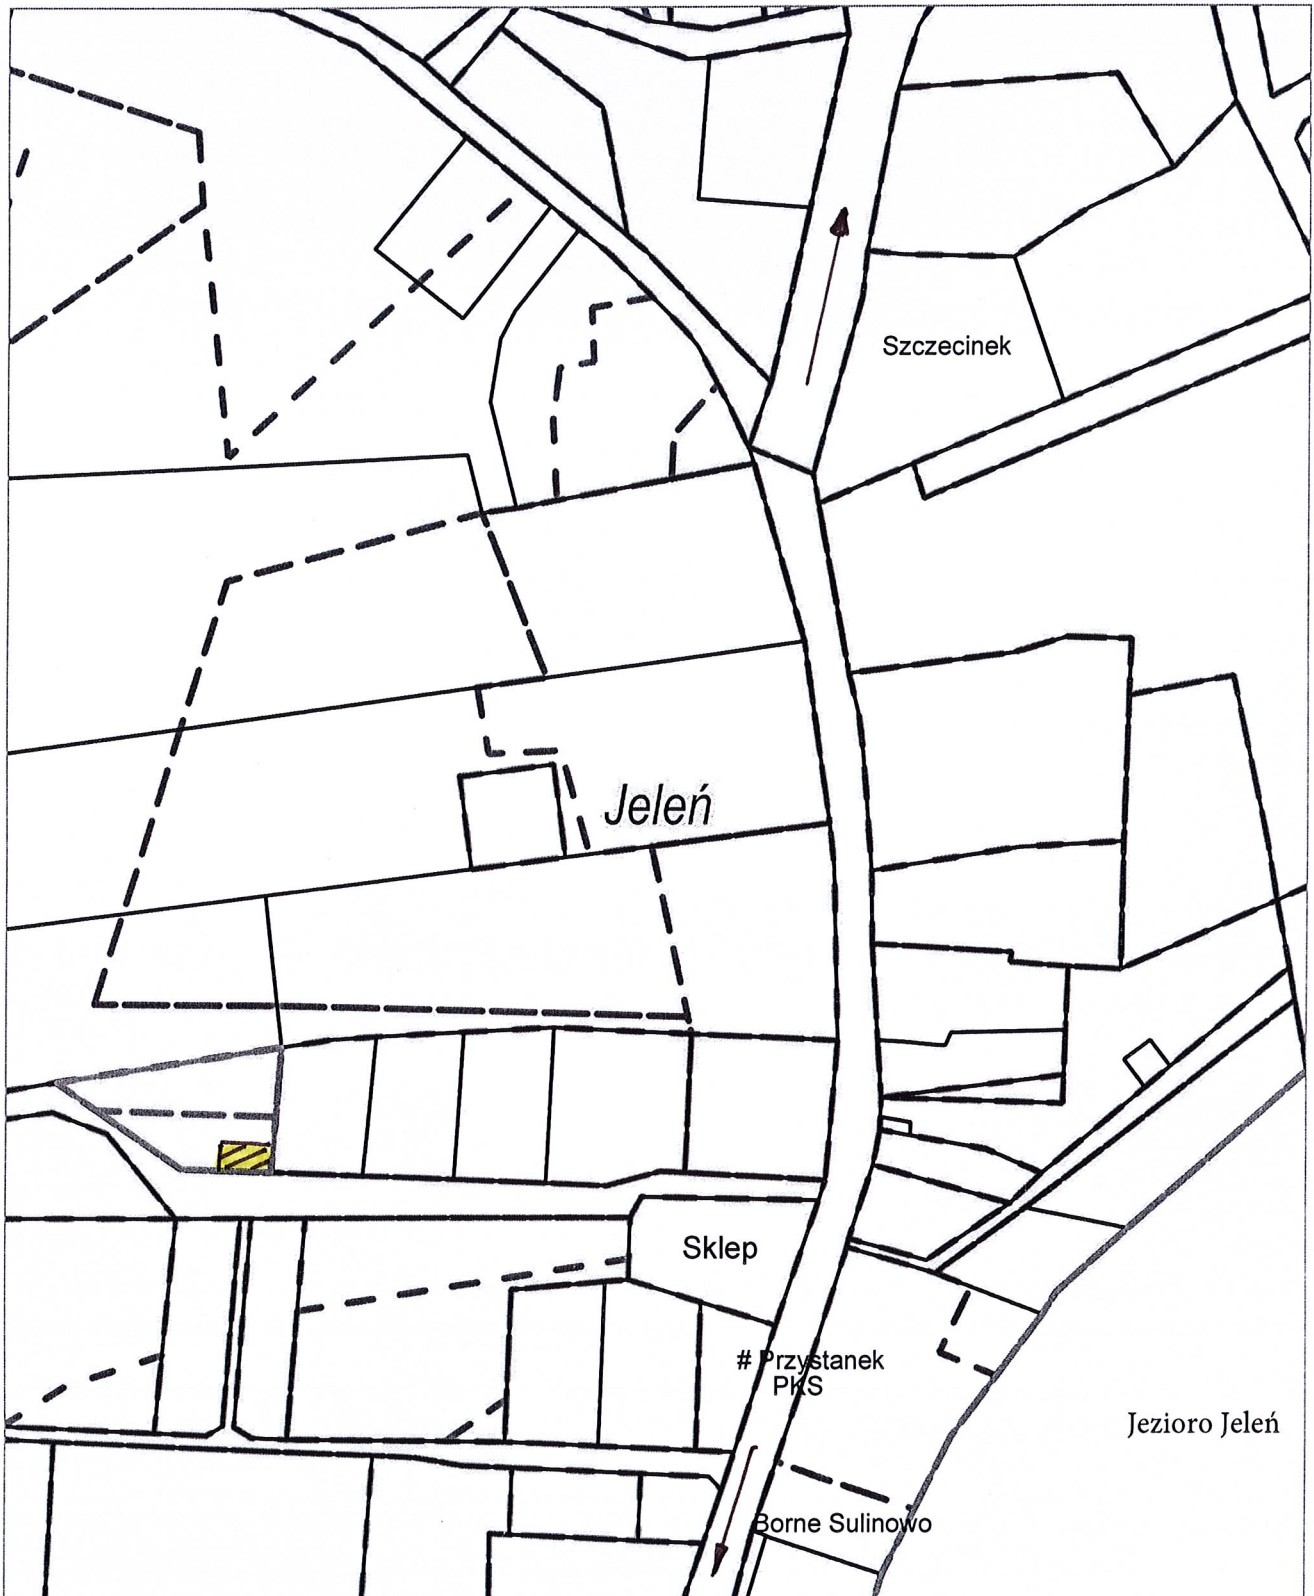 Szczecinek
Jeleń
Sklep
# Przystanek
PKS
Jezioro Jeleń
Borne Sulinowo